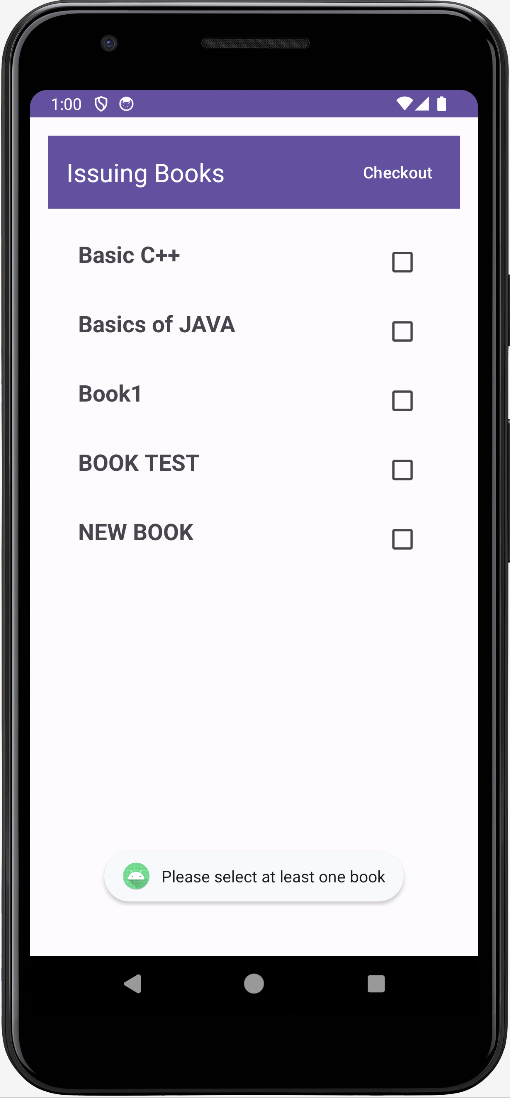 1:00
Issuing Books
Checkout
Basic C++
Basics of JAVA
Book1
BOOK TEST
NEW BOOK
Please select at least one book